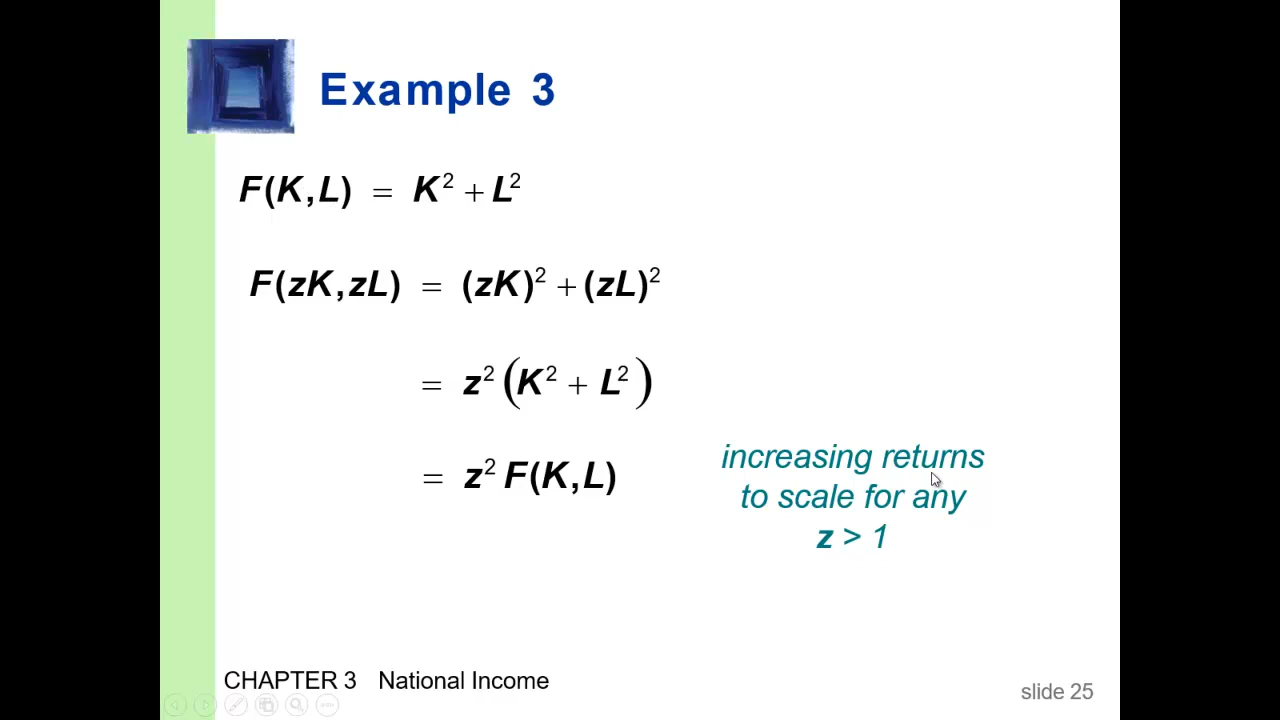 Example 3
F(K,L) = K² + L²
F(zK,zL) = (zK)² + (zL)²
= z² (K² + L²)
= z² F(K,L)
increasing returns
to scale for any
z > 1
CHAPTER 3 National Income
slide 25